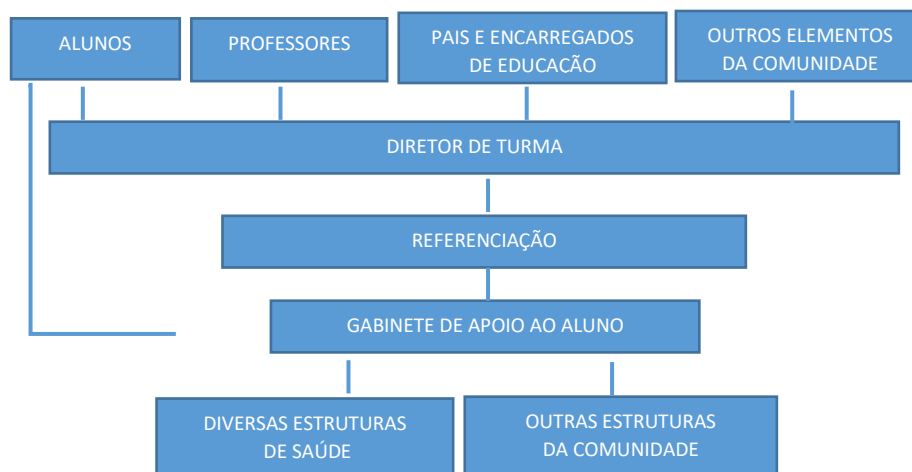 ALUNOS
PROFESSORES
PAIS E ENCARREGADOS
DE EDUCAÇÃO
OUTROS ELEMENTOS
DA COMUNIDADE
DIRETOR DE TURMA
REFERENCIAÇÃO
GABINETE DE APOIO AO ALUNO
DIVERSAS ESTRUTURAS
DE SAÚDE
OUTRAS ESTRUTURAS
DA COMUNIDADE